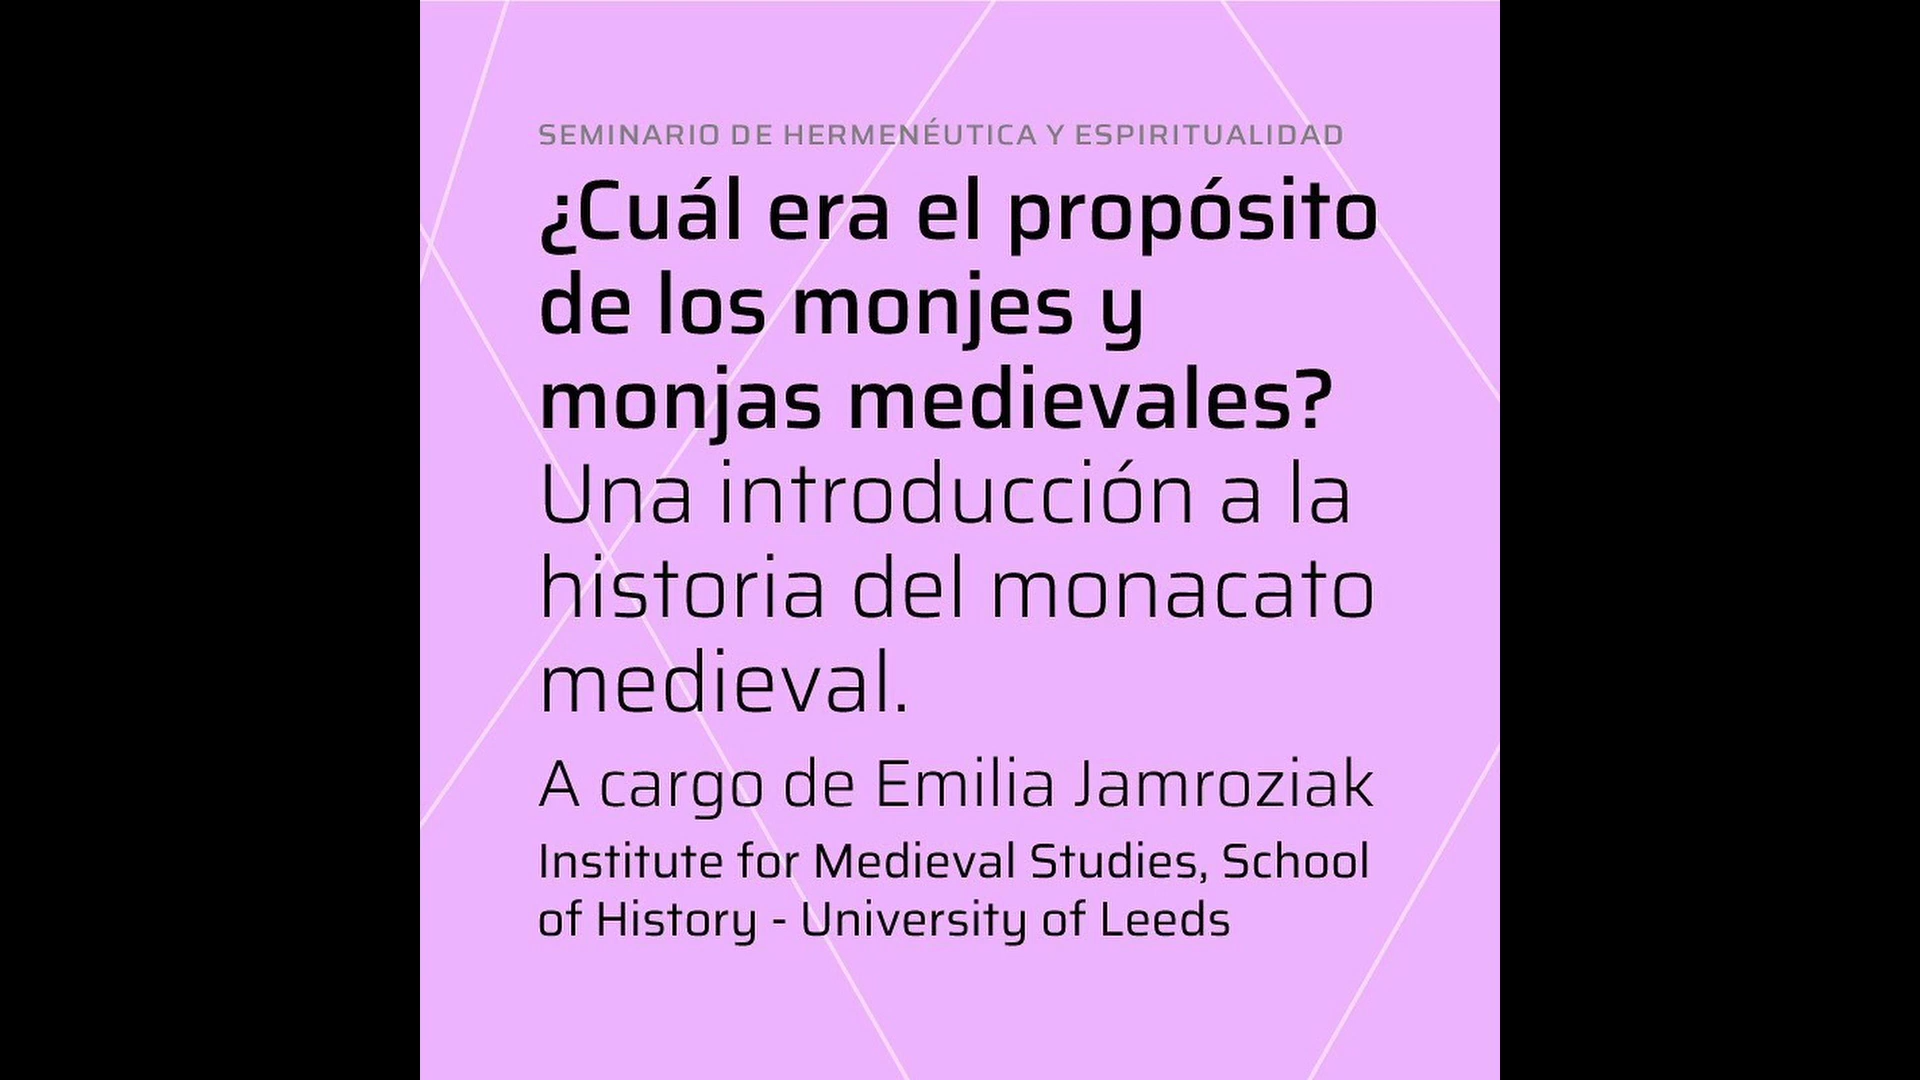 SEMINARIO DE HERMENÉUTICA Y ESPIRITUALIDAD
¿Cuál era el propósito
de los monjes y
monjas medievales?
Una introducción a la
historia del monacato
medieval.
A cargo de Emilia Jamroziak
Institute for Medieval Studies, School
of History - University of Leeds